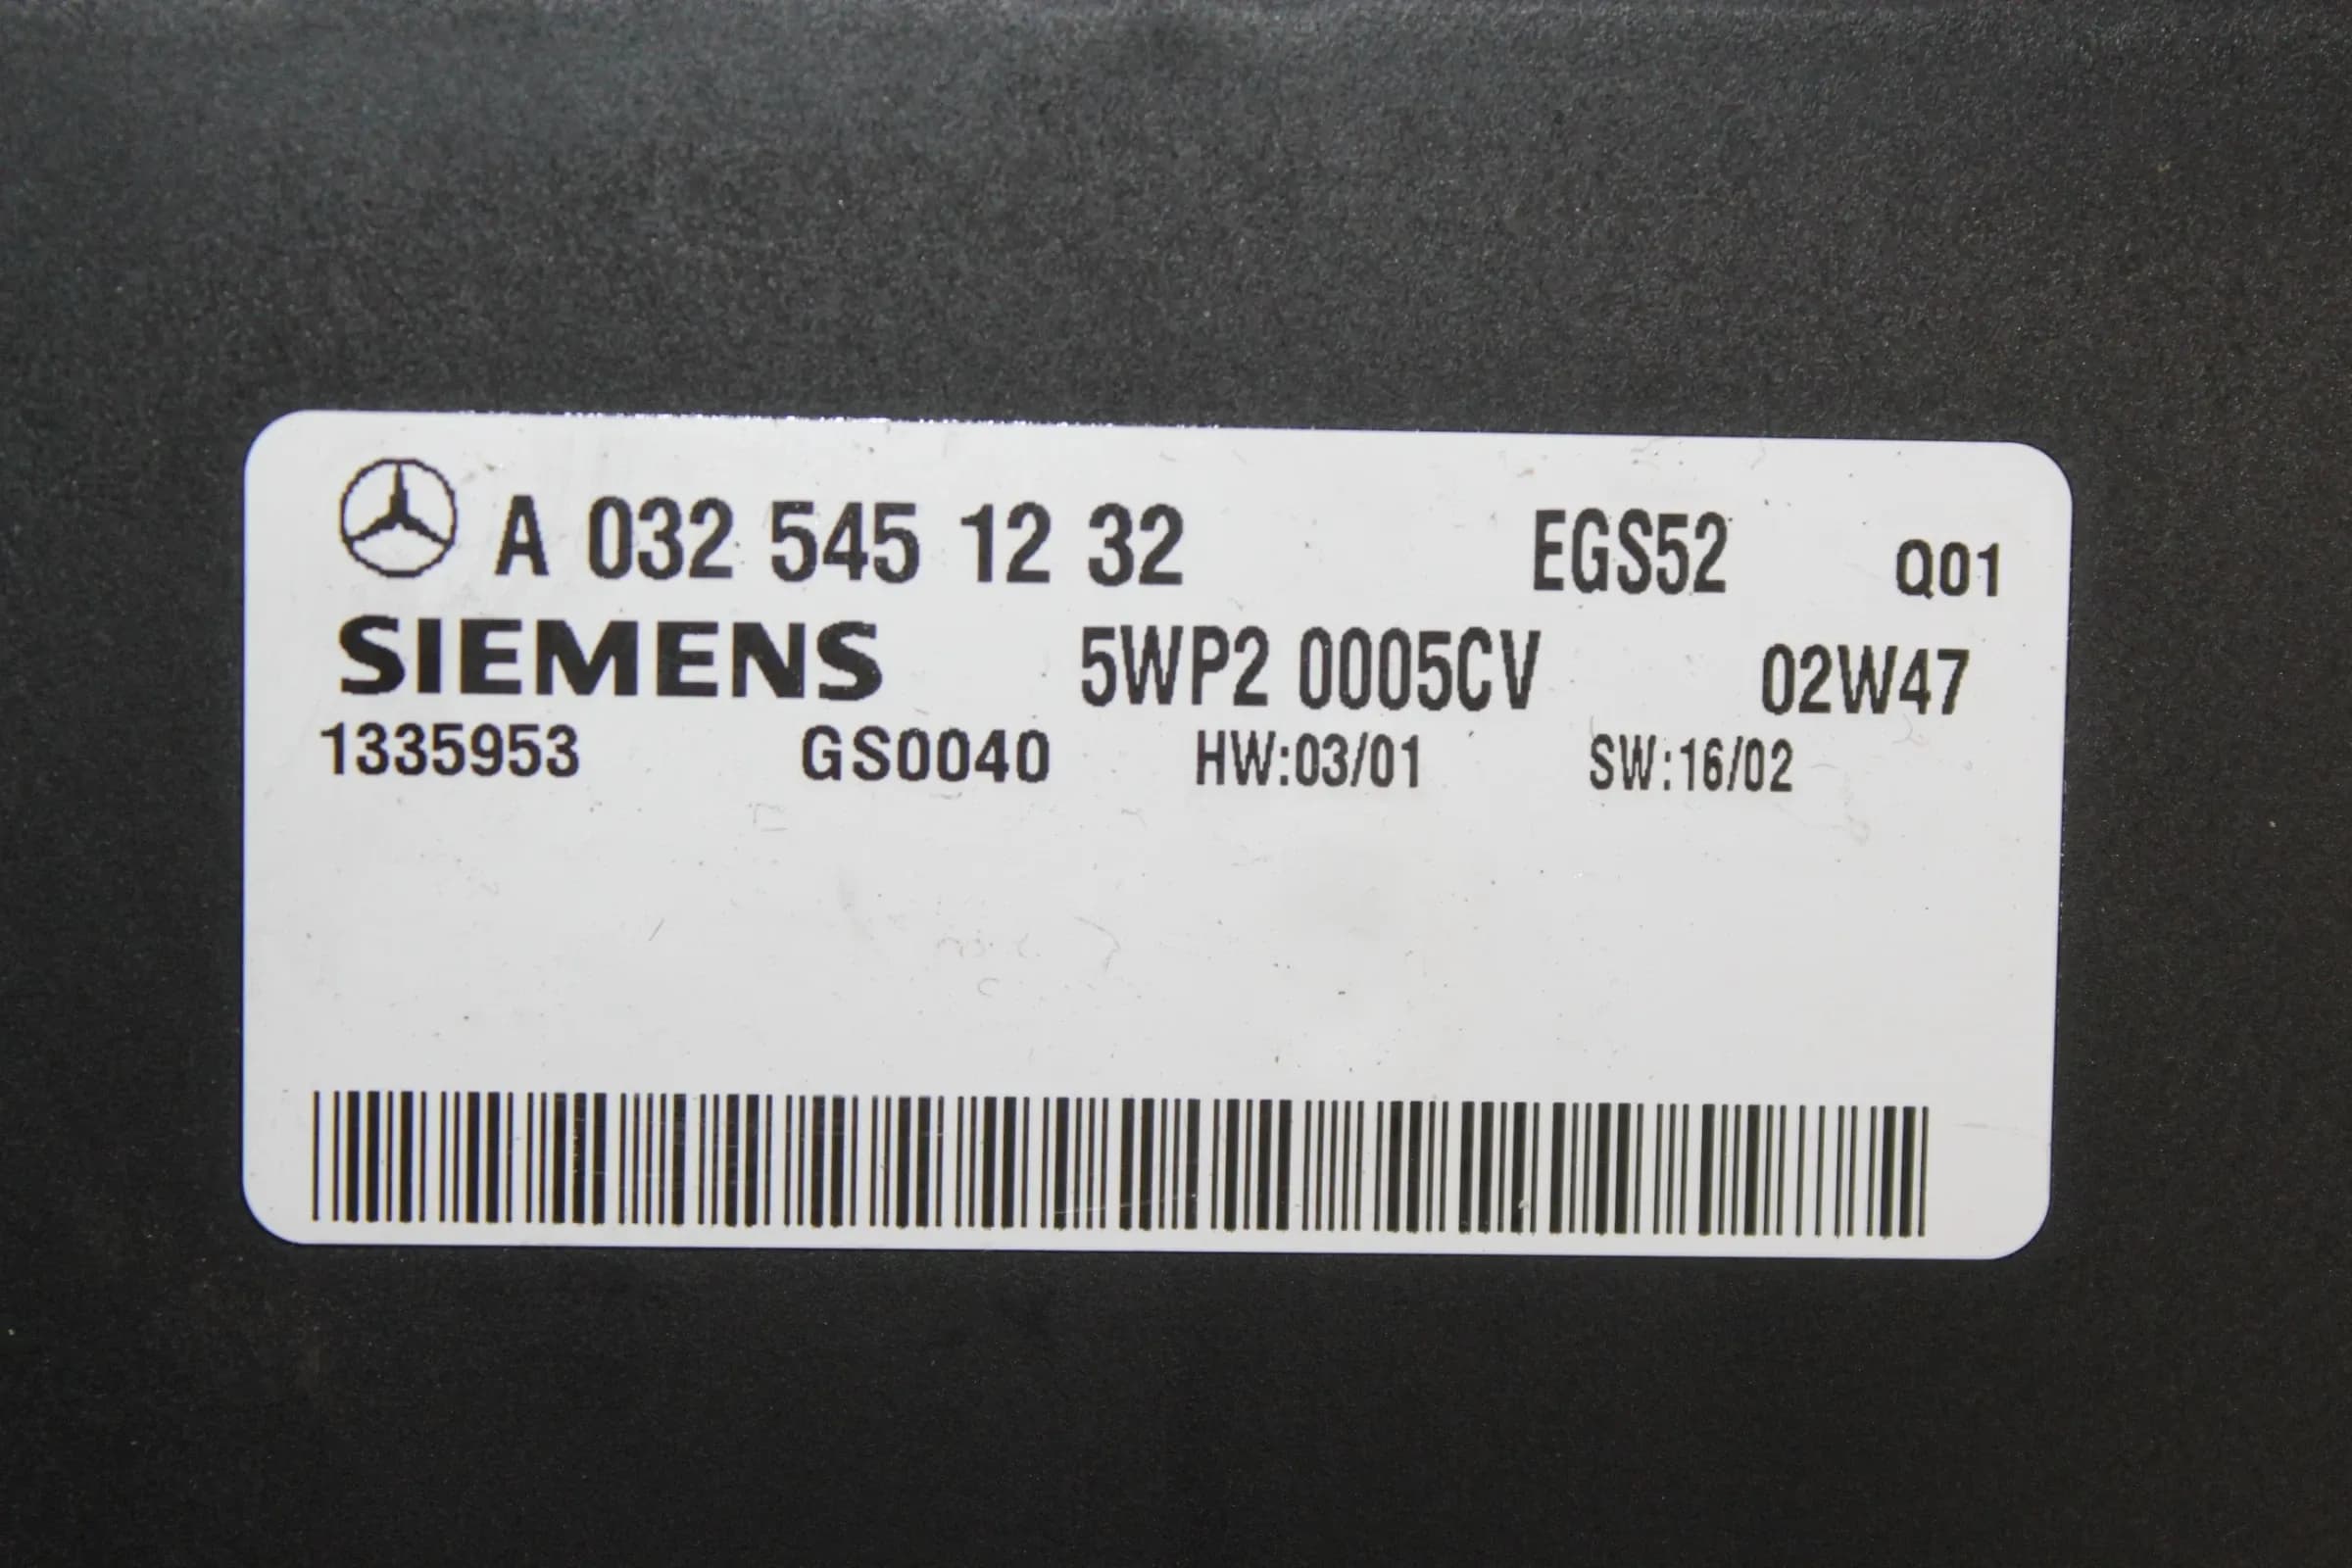 A 032 545 12 32 EGS52 Q01
SIEMENS 5WP2 0005CV 02W47
1335953 GS0040 HW:03/01 SW:16/02